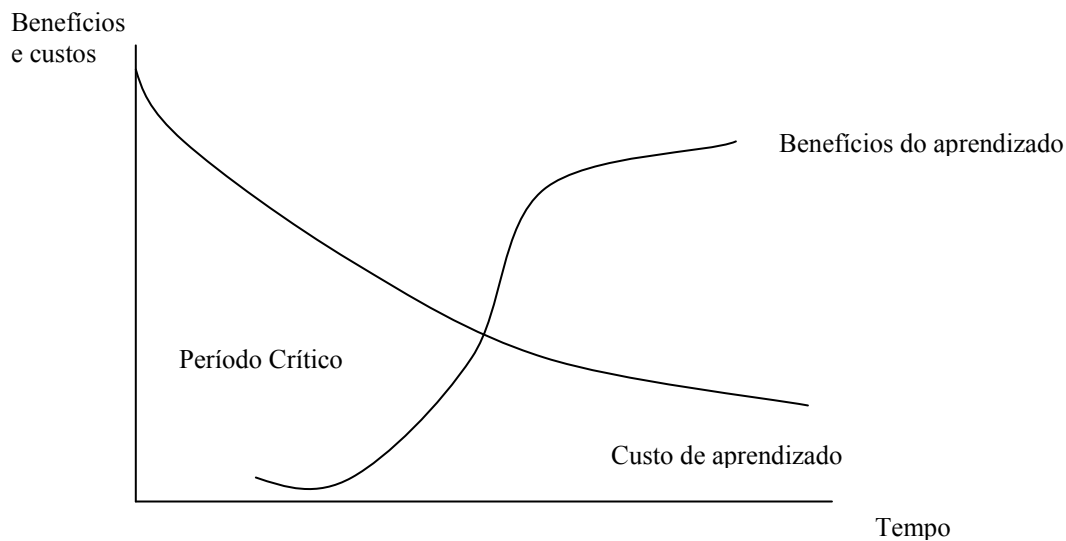 Benefícios
e custos
Benefícios do aprendizado
Período Crítico
Custo de aprendizado
Tempo